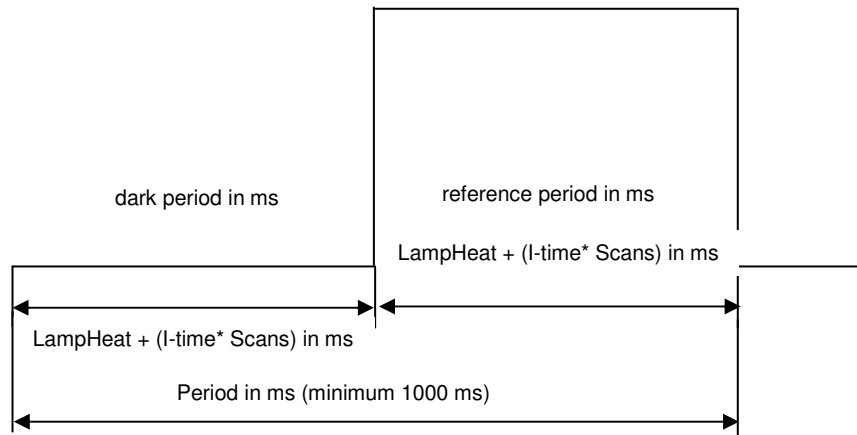 dark period in ms
reference period in ms
LampHeat + (I-time* Scans) in ms
LampHeat + (I-time* Scans) in ms
Period in ms (minimum 1000 ms)